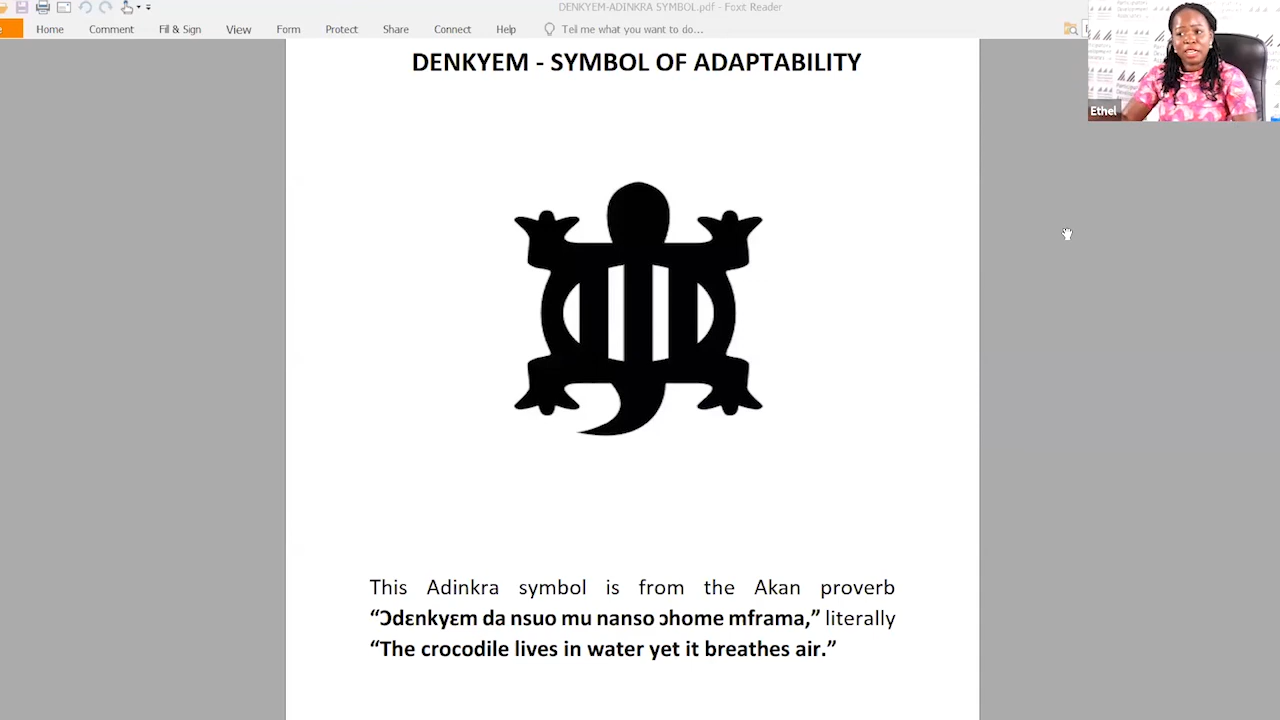 DENKYEM-ADINKRA SYMBOL.pdf - Foxit Reader
Home Comment Fill & Sign View Form Protect Share Connect Help Tell me what you want to do...
Ethel
DENKYEM - SYMBOL OF ADAPTABILITY
This Adinkra symbol is from the Akan proverb
“Ɔdɛnkyɛm da nsuo mu nanso ɔhome mframa,” literally
“The crocodile lives in water yet it breathes air.”